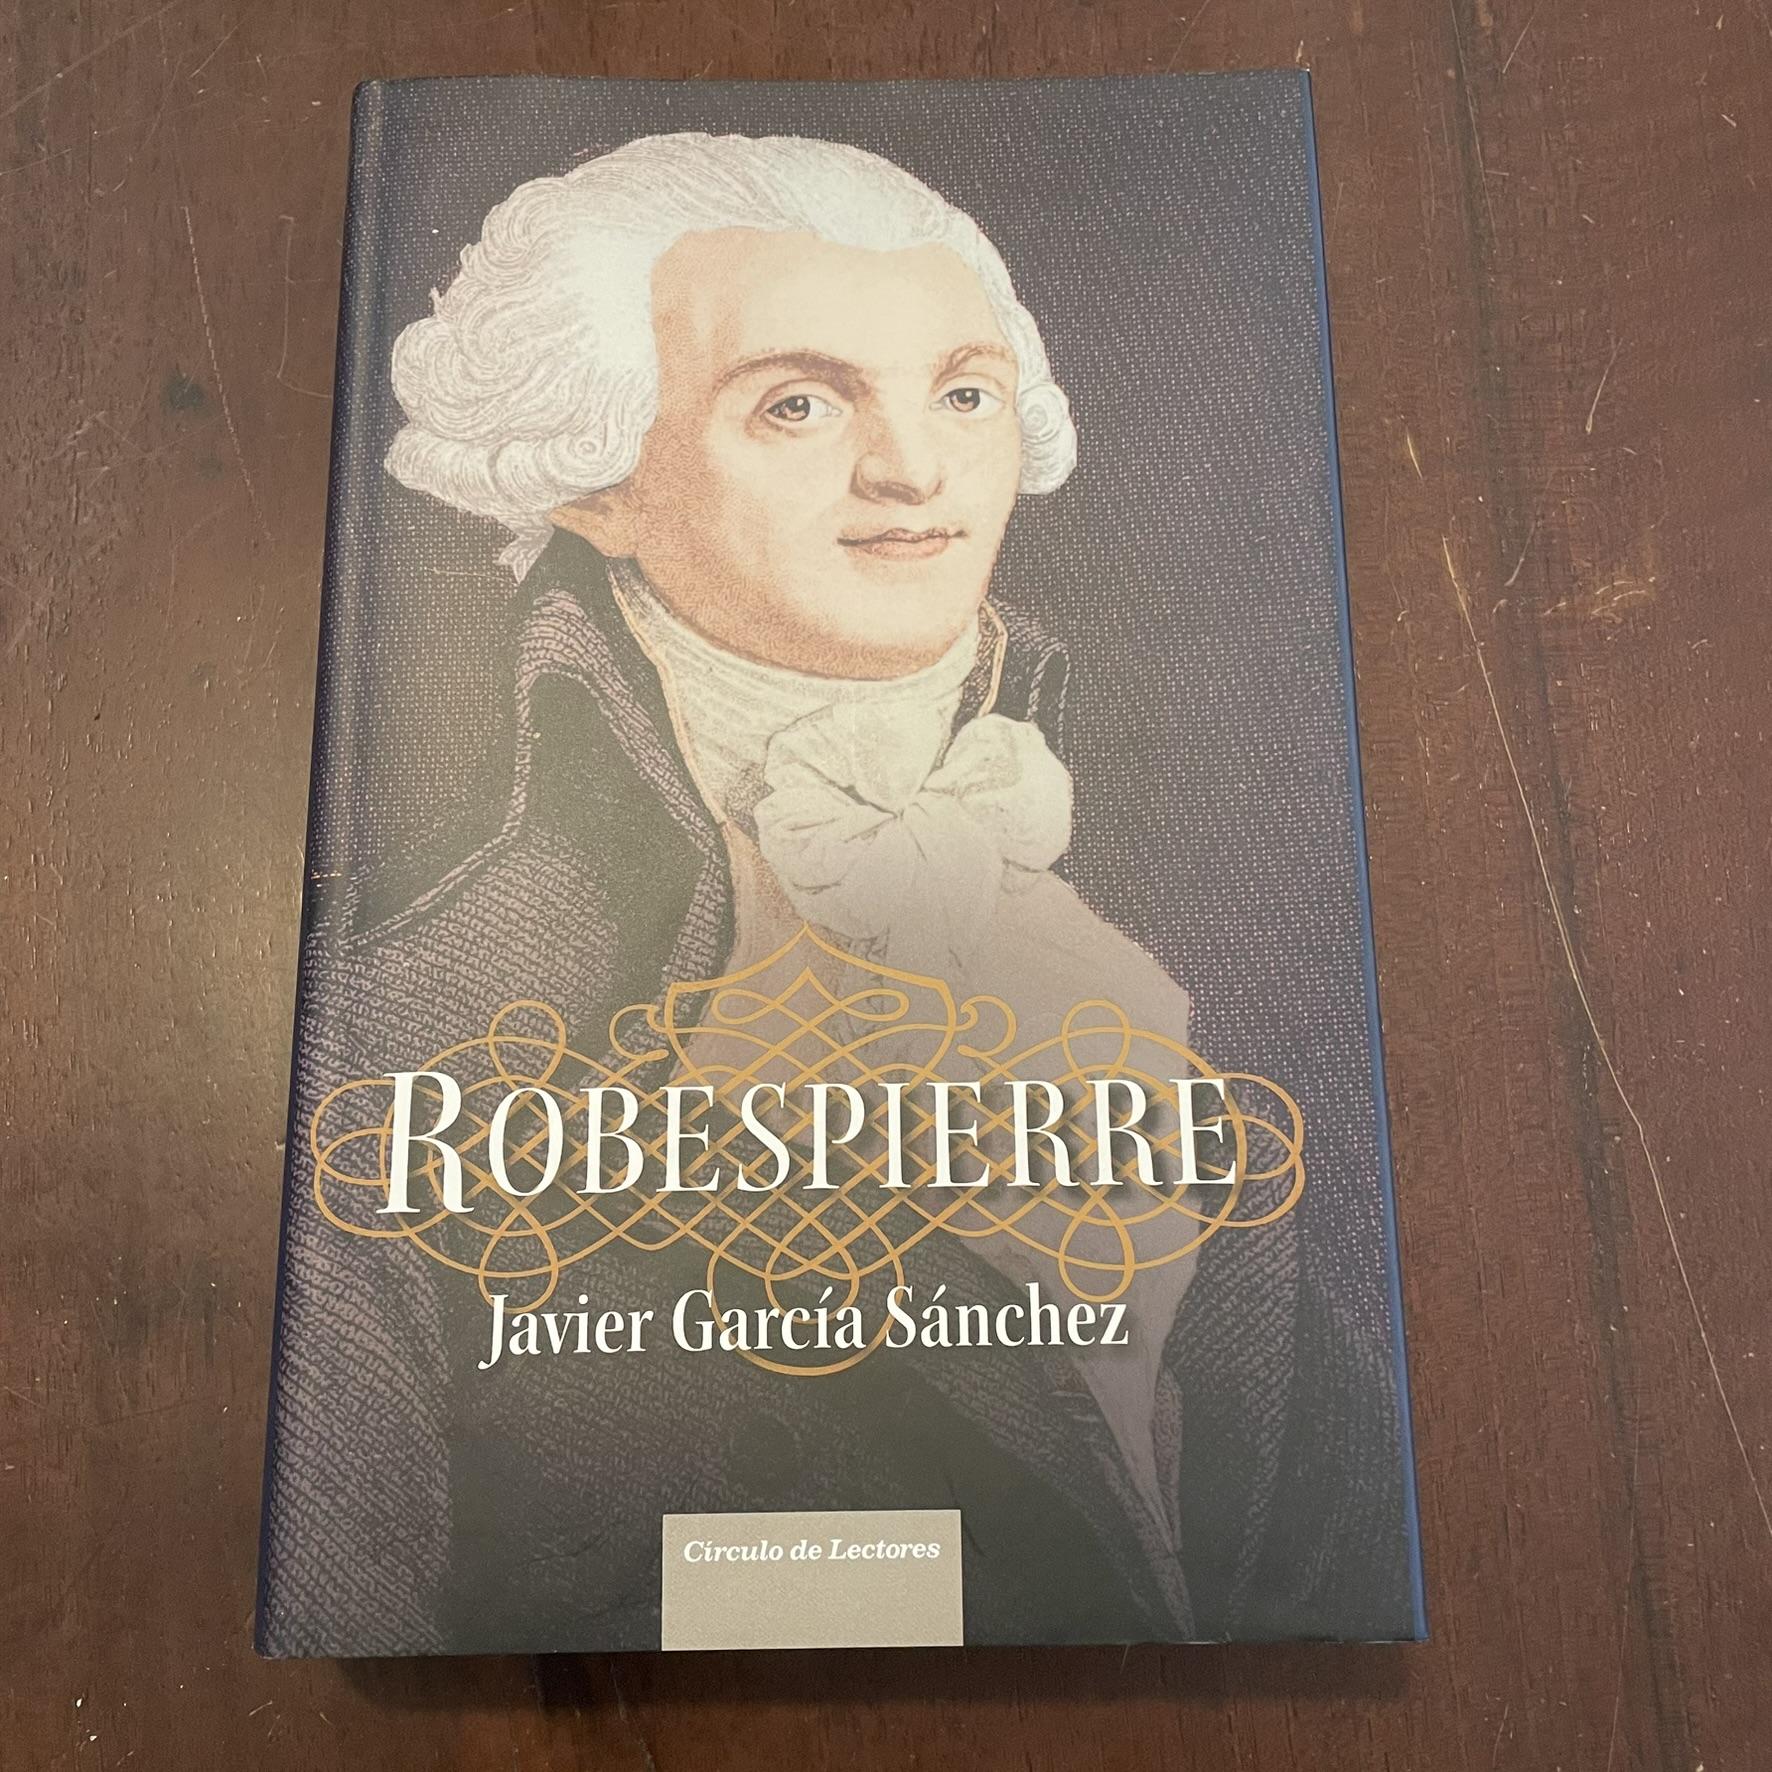 ROBESPIERRE
Javier García Sánchez
Círculo de Lectores